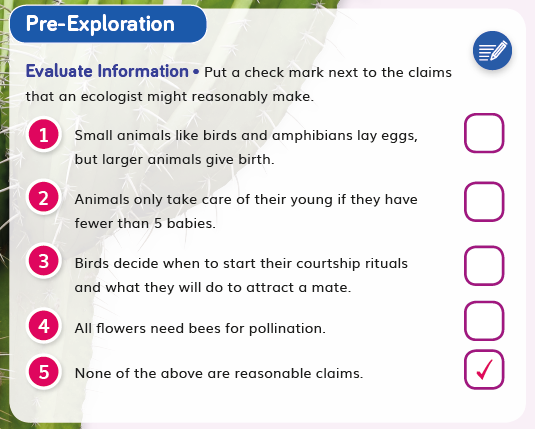 Pre-Exploration
Evaluate Information • Put a check mark next to the claims
that an ecologist might reasonably make.
1 Small animals like birds and amphibians lay eggs,
but larger animals give birth.
2 Animals only take care of their young if they have
fewer than 5 babies.
3 Birds decide when to start their courtship rituals
and what they will do to attract a mate.
4 All flowers need bees for pollination.
5 None of the above are reasonable claims. ✓